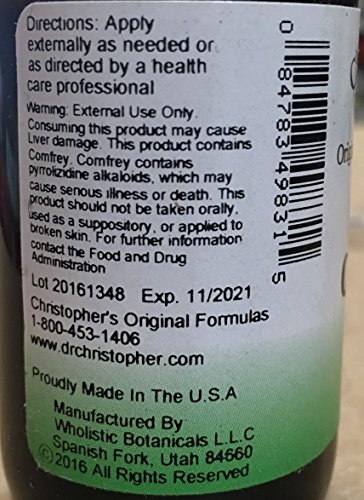 Directions: Apply
externally as needed or
as directed by a health
care professional
Warning: External Use Only.
Consuming this product may cause
Liver damage. This product contains
Comfrey. Comfrey contains
pyrrolizidine alkaloids, which may
cause serious illness or death. This
product should not be taken orally,
used as a suppository, or applied to
broken skin. For further information
contact the Food and Drug
Administration
Lot 20161348 Exp. 11/2021
Christopher's Original Formulas
1-800-453-1406
www.drchristopher.com
Proudly Made In The U.S.A
Manufactured By
Wholistic Botanicals L.L.C
Spanish Fork, Utah 84660
©2016 All Rights Reserved
0 84783 49831 5